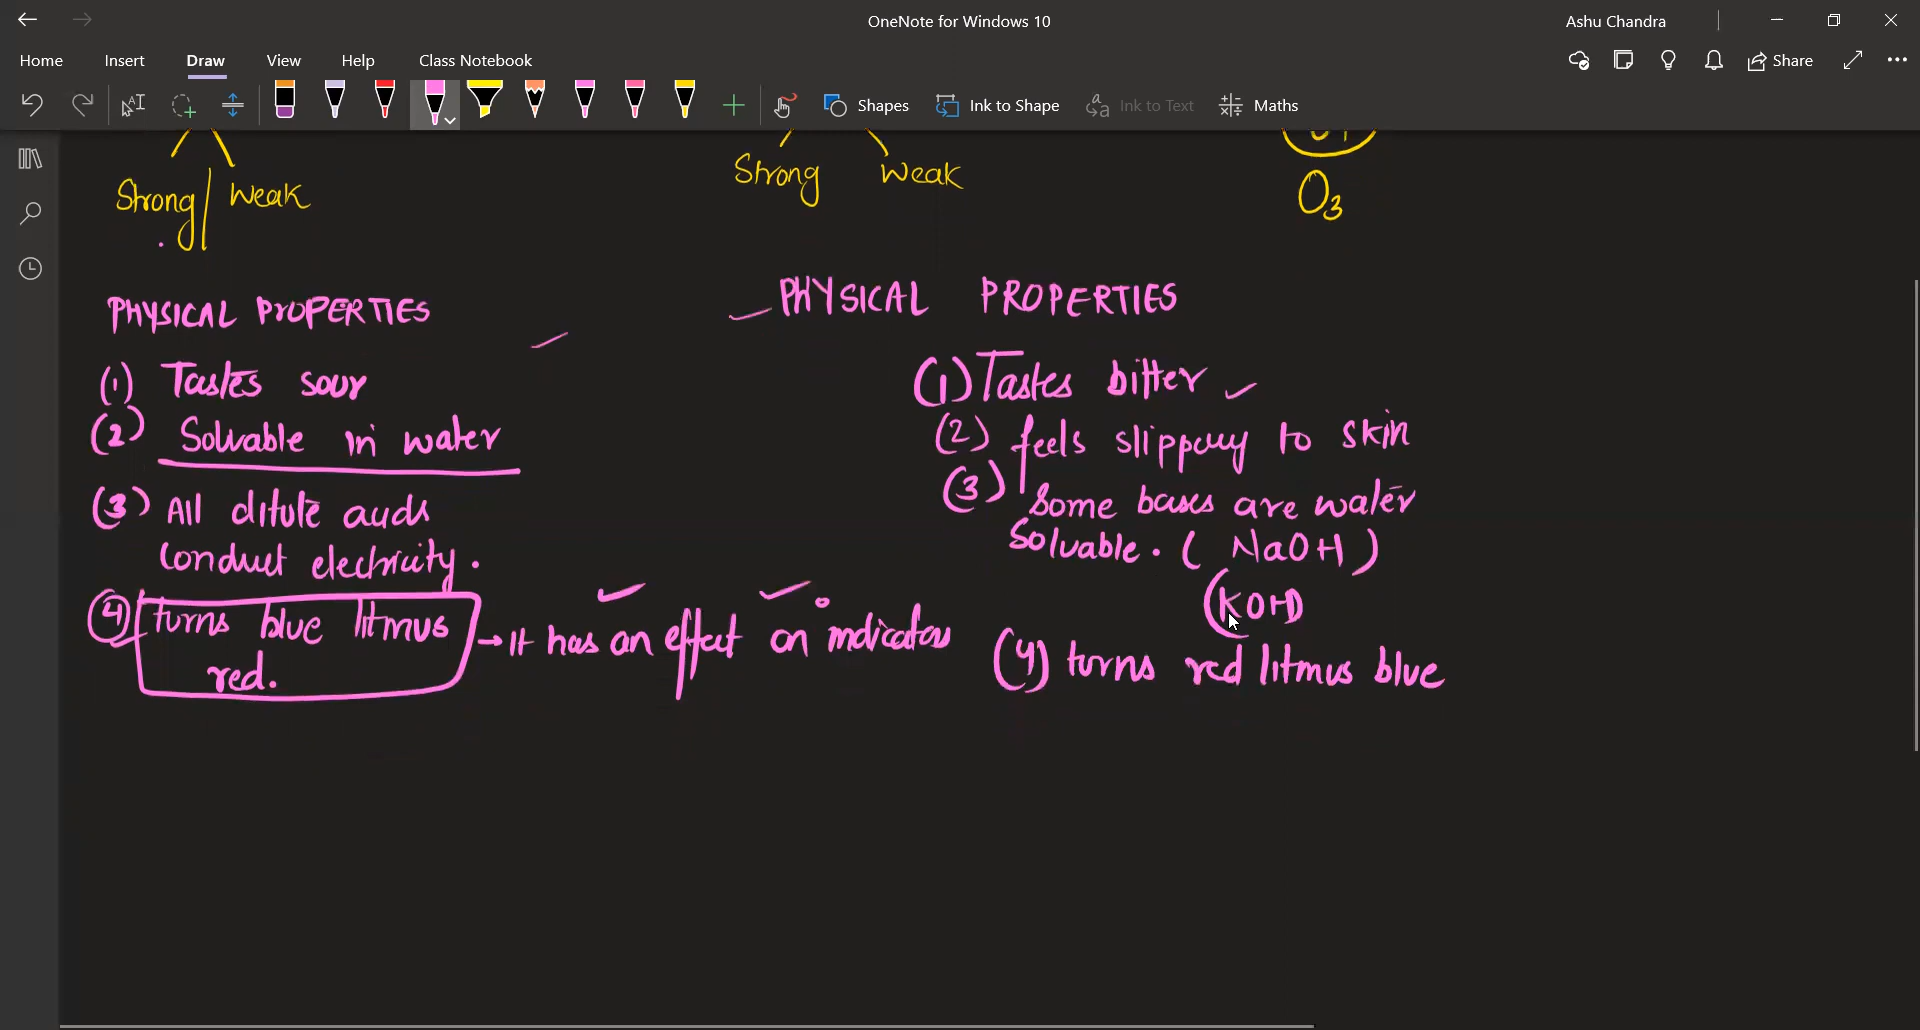 OneNote for Windows 10
Ashu Chandra
Home Insert Draw View Help Class Notebook
Share
Shapes Ink to Shape Ink to Text Maths
Strong Weak
Strong Weak
O3
PHYSICAL PROPERTIES
(1) Tastes sour
(2) Soluable in water
(3) All dilute acids
conduct electricity.
(4) turns blue litmus
red.
→ It has an effect on indicators
PHYSICAL PROPERTIES
(1) Tastes bitter
(2) feels slippery to skin
(3) Some bases are water
Soluable. (NaOH)
(KOH)
(4) turns red litmus blue